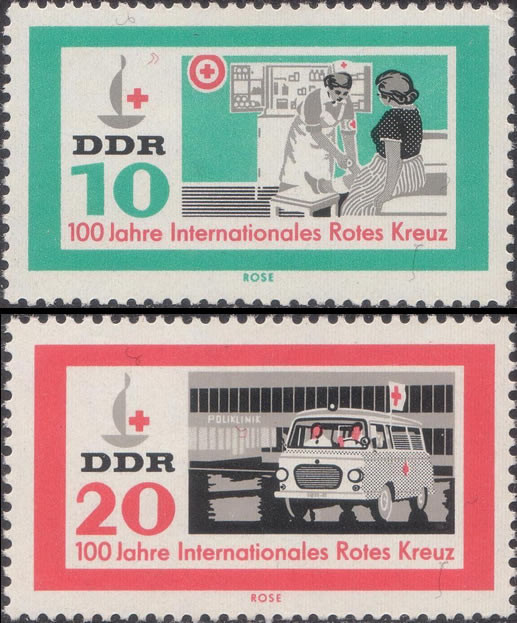 DDR
10
100 Jahre Internationales Rotes Kreuz
ROSE
POLIKLINIK
DDR
20
100 Jahre Internationales Rotes Kreuz
ROSE